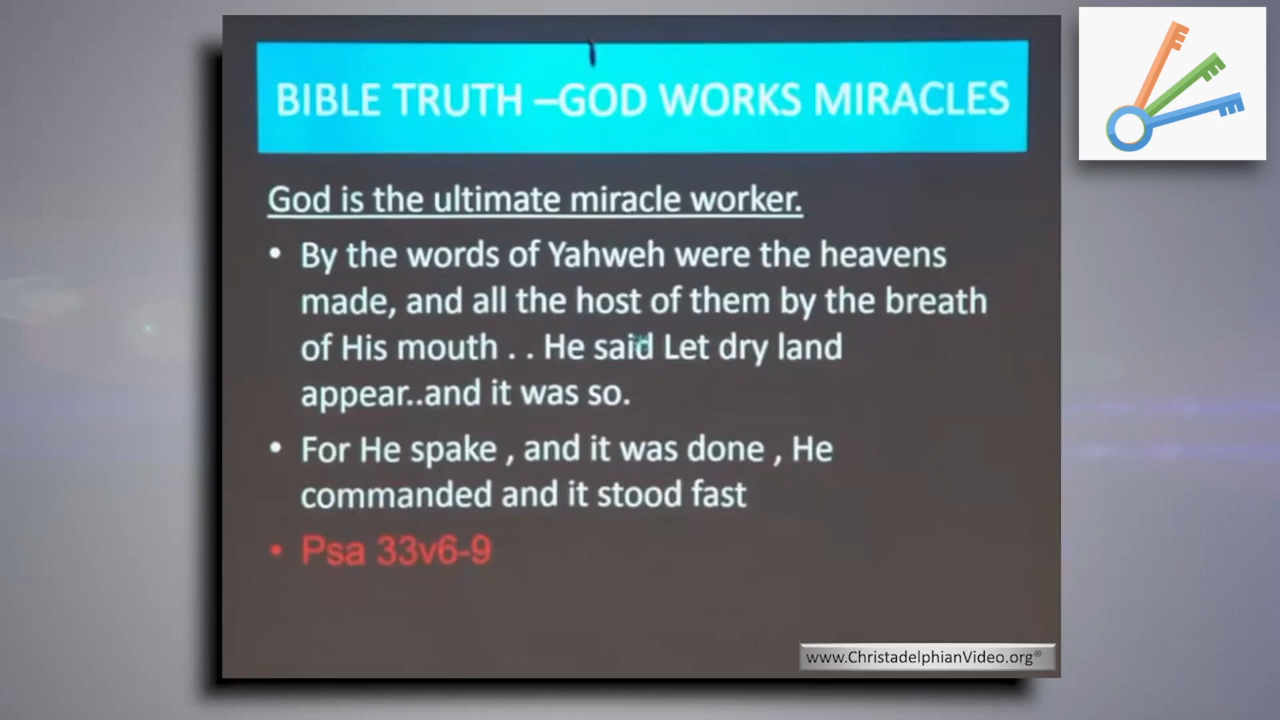 BIBLE TRUTH –GOD WORKS MIRACLES
God is the ultimate miracle worker.
• By the words of Yahweh were the heavens
made, and all the host of them by the breath
of His mouth . . He said Let dry land
appear..and it was so.
• For He spake , and it was done , He
commanded and it stood fast
• Psa 33v6-9
www.ChristadelphianVideo.org®